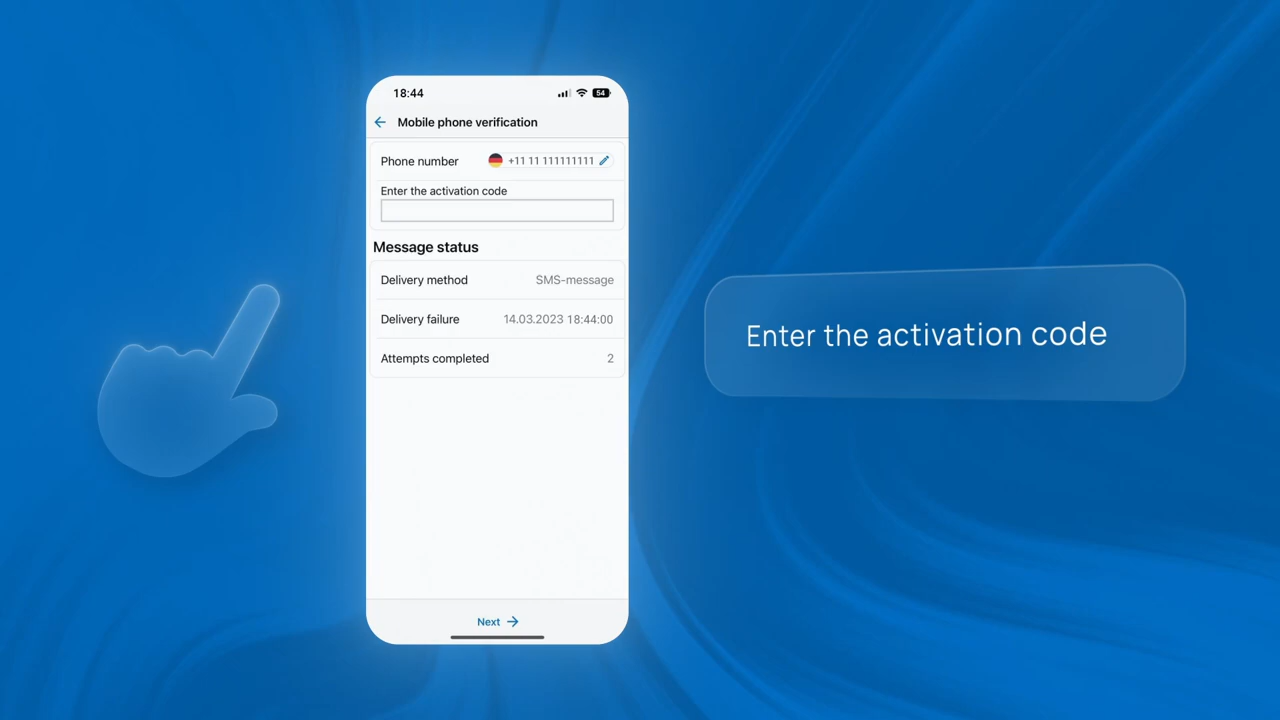 18:44
54
Mobile phone verification
Phone number +11 11 111111111
Enter the activation code
Message status
Delivery method SMS-message
Delivery failure 14.03.2023 18:44:00
Attempts completed 2
Next
Enter the activation code